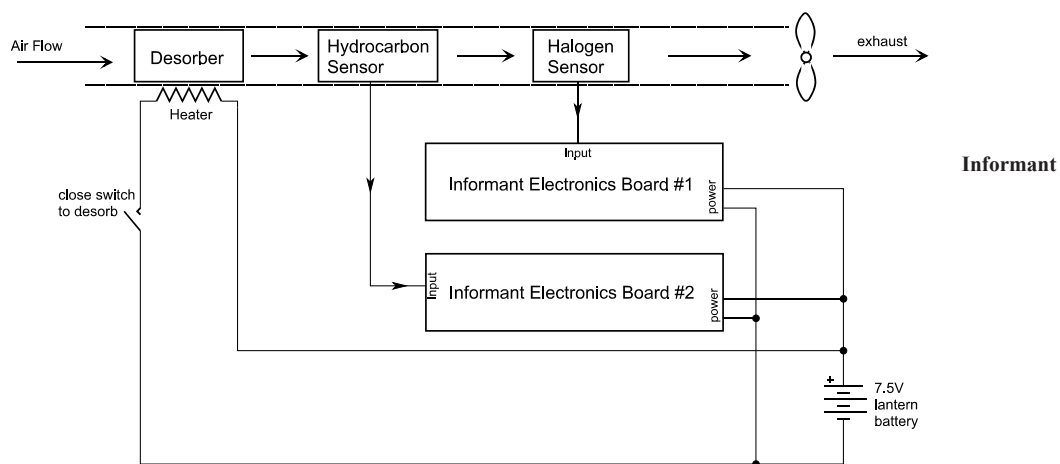 Air Flow
Desorber
Hydrocarbon
Sensor
Halogen
Sensor
exhaust
Heater
Input
Informant Electronics Board #1
power
Informant
close switch
to desorb
Input
Informant Electronics Board #2
power
+
7.5V
lantern
battery